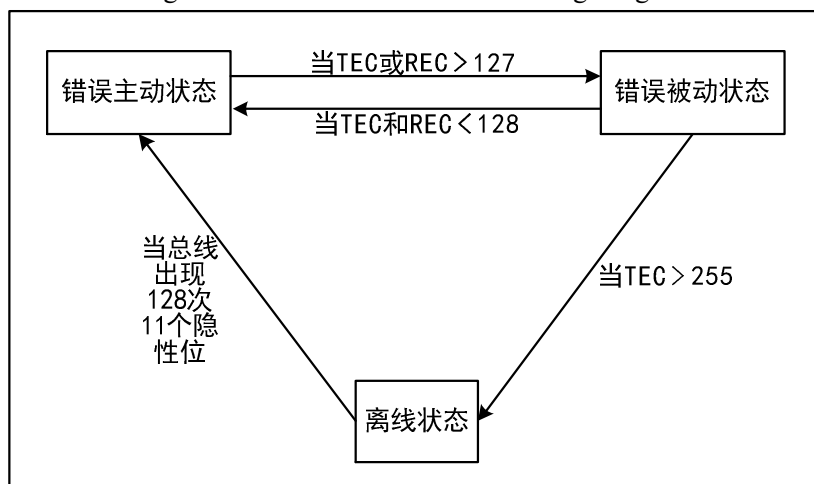 当TEC或REC>127
错误主动状态
错误被动状态
当TEC和REC<128
当总线
出现
128次
11个隐
性位
当TEC>255
离线状态